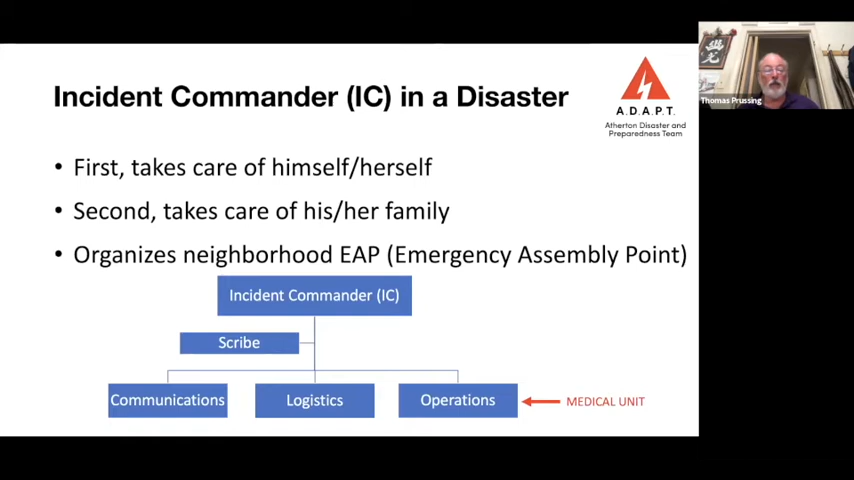 Incident Commander (IC) in a Disaster
A.D.A.P.T.
Atherton Disaster and
Preparedness Team
Thomas Prussing
• First, takes care of himself/herself
• Second, takes care of his/her family
• Organizes neighborhood EAP (Emergency Assembly Point)
Incident Commander (IC)
Scribe
Communications
Logistics
Operations
MEDICAL UNIT